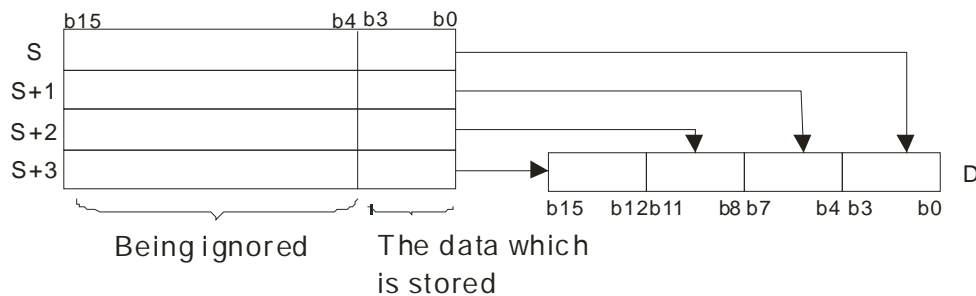 b15 b4 b3 b0
S
S+1
S+2
S+3
D
b15 b12 b11 b8 b7 b4 b3 b0
Being ignored
The data which
is stored